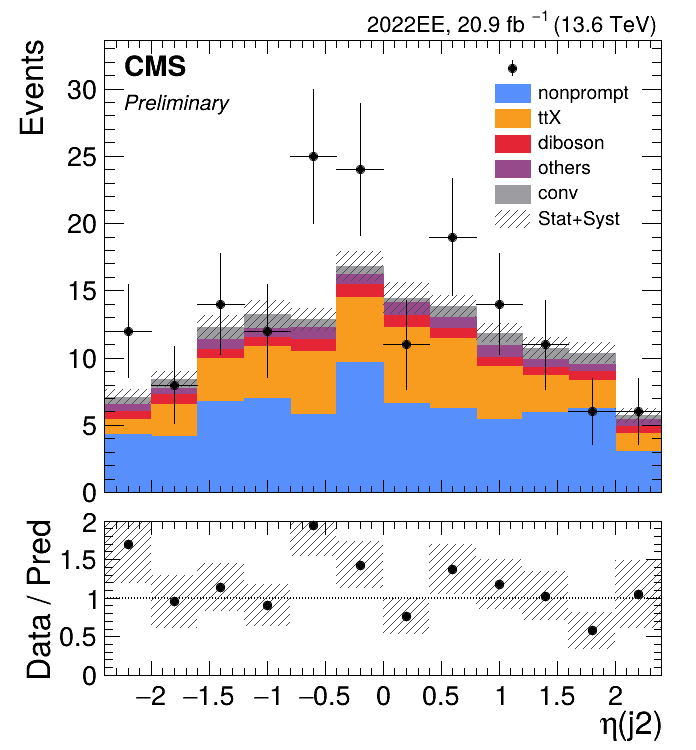 2022EE, 20.9 fb⁻¹ (13.6 TeV)
CMS
Preliminary
Events
30
25
20
15
10
5
0
nonprompt
ttX
diboson
others
conv
Stat+Syst
Data / Pred
2
1.5
1
0.5
0
−2 −1.5 −1 −0.5 0 0.5 1 1.5 2
η(j2)